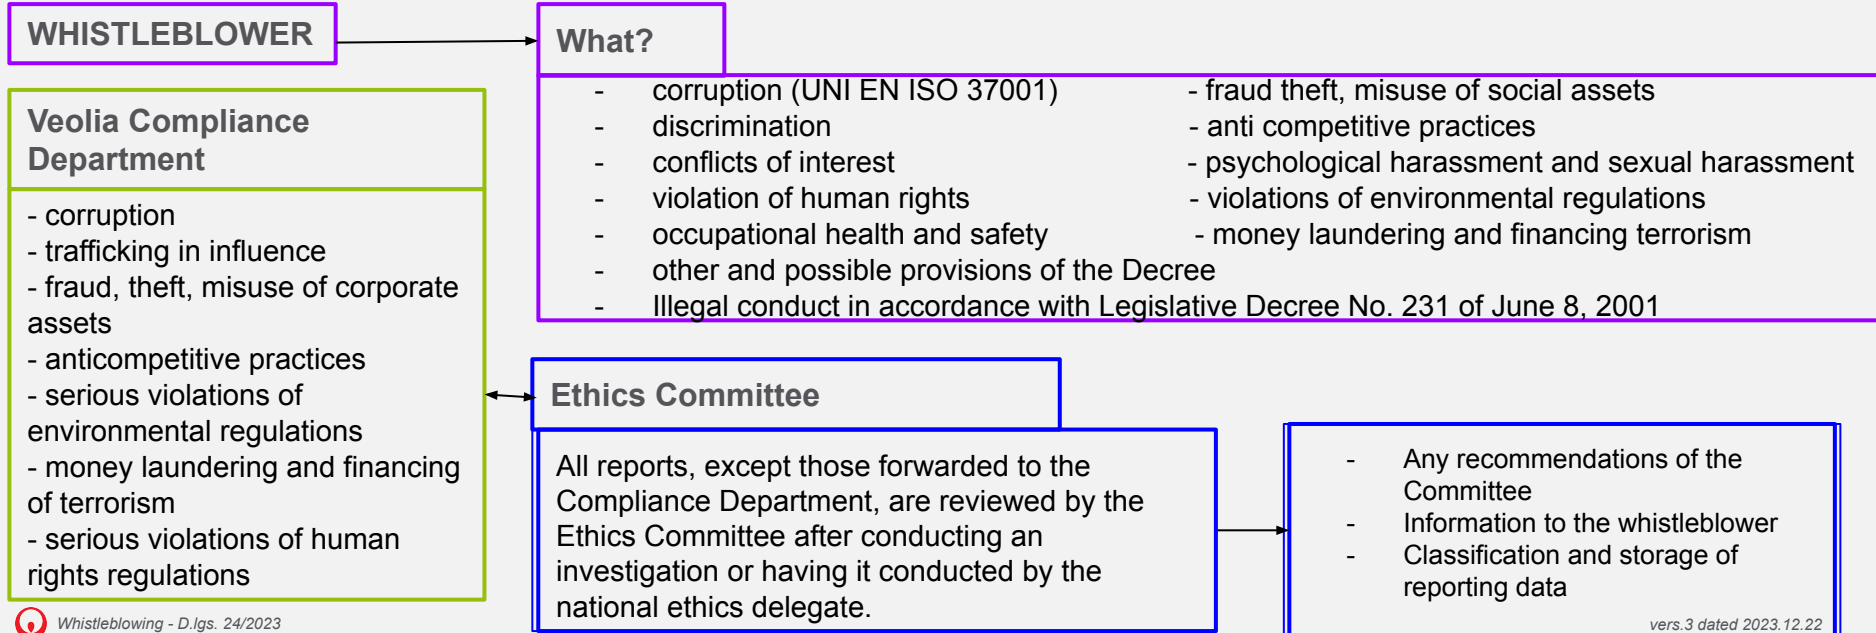 WHISTLEBLOWER
What?
- corruption (UNI EN ISO 37001) - fraud theft, misuse of social assets
- discrimination - anti competitive practices
- conflicts of interest - psychological harassment and sexual harassment
- violation of human rights - violations of environmental regulations
- occupational health and safety - money laundering and financing terrorism
- other and possible provisions of the Decree
- Illegal conduct in accordance with Legislative Decree No. 231 of June 8, 2001
Veolia Compliance
Department
- corruption
- trafficking in influence
- fraud, theft, misuse of corporate
assets
- anticompetitive practices
- serious violations of
environmental regulations
- money laundering and financing
of terrorism
- serious violations of human
rights regulations
Ethics Committee
All reports, except those forwarded to the
Compliance Department, are reviewed by the
Ethics Committee after conducting an
investigation or having it conducted by the
national ethics delegate.
- Any recommendations of the
Committee
- Information to the whistleblower
- Classification and storage of
reporting data
Whistleblowing - D.lgs. 24/2023
vers.3 dated 2023.12.22